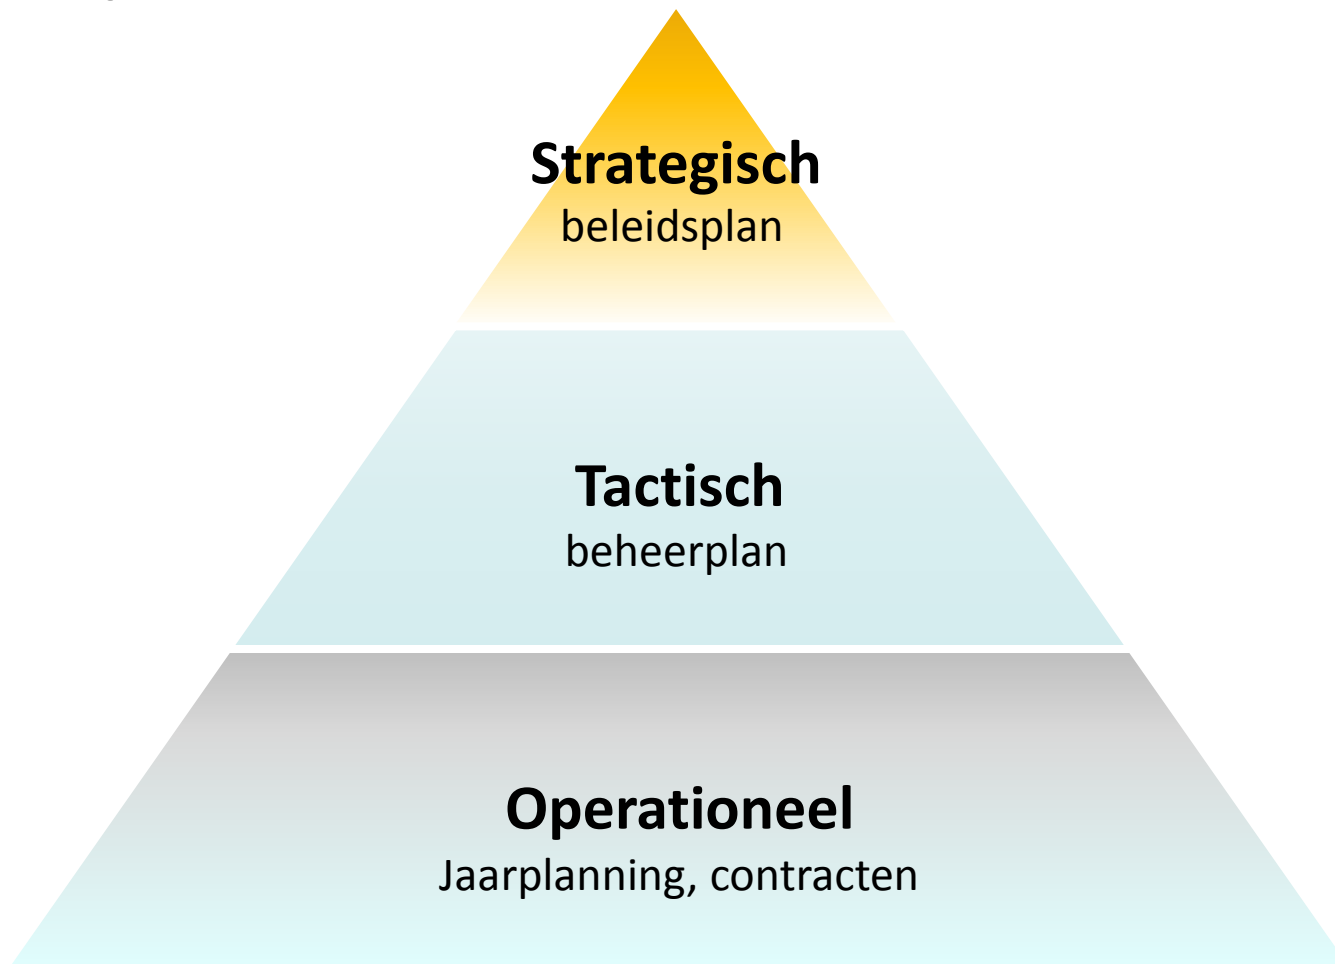 Strategisch
beleidsplan
Tactisch
beheerplan
Operationeel
Jaarplanning, contracten